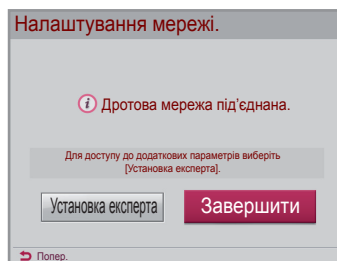 Налаштування мережі.
Дротова мережа під'єднана.
Для доступу до додаткових параметрів виберіть
[Установка експерта].
Установка експерта
Завершити
Попер.